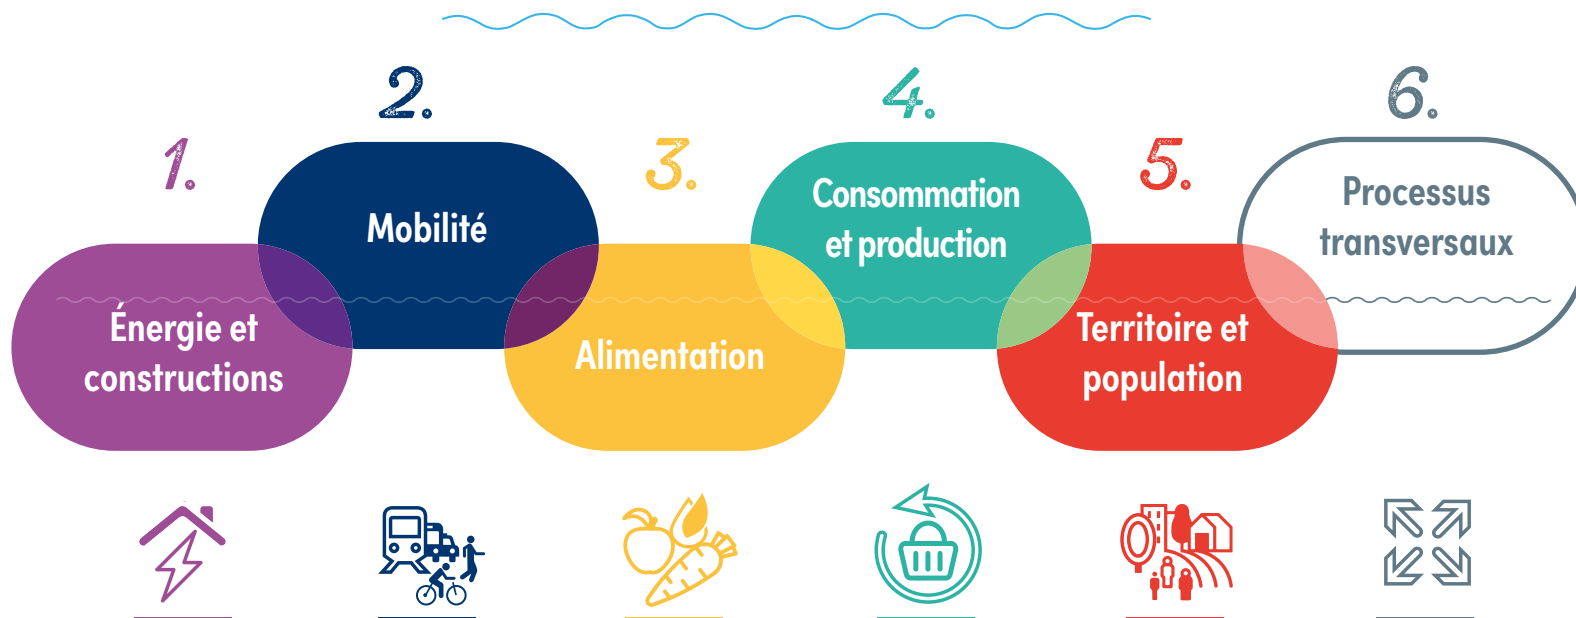 1.
Énergie et
constructions
2.
Mobilité
3.
Alimentation
4.
Consommation
et production
5.
Territoire et
population
6.
Processus
transversaux